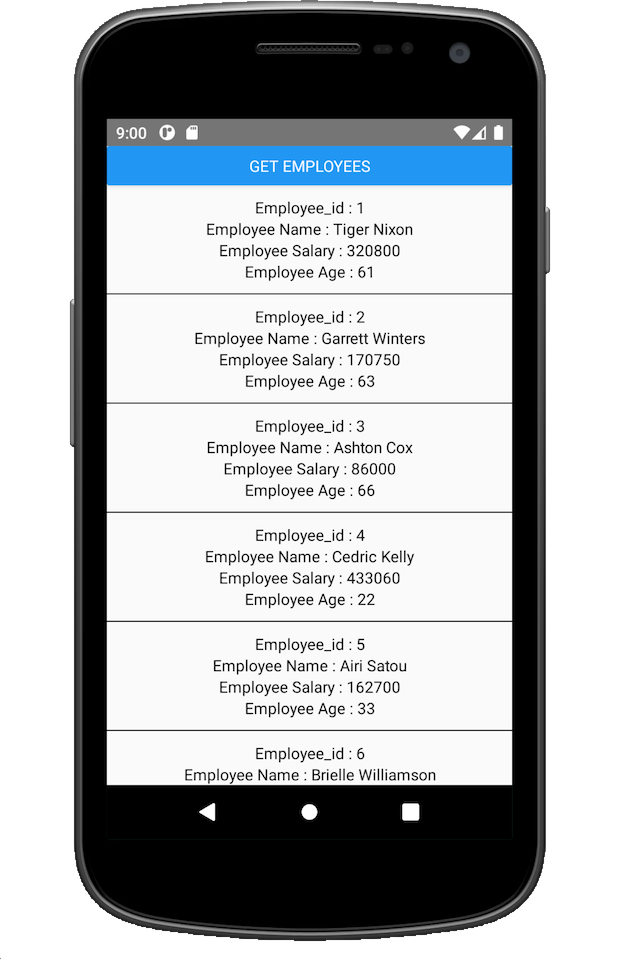 9:00
GET EMPLOYEES
Employee_id : 1
Employee Name : Tiger Nixon
Employee Salary : 320800
Employee Age : 61
Employee_id : 2
Employee Name : Garrett Winters
Employee Salary : 170750
Employee Age : 63
Employee_id : 3
Employee Name : Ashton Cox
Employee Salary : 86000
Employee Age : 66
Employee_id : 4
Employee Name : Cedric Kelly
Employee Salary : 433060
Employee Age : 22
Employee_id : 5
Employee Name : Airi Satou
Employee Salary : 162700
Employee Age : 33
Employee_id : 6
Employee Name : Brielle Williamson